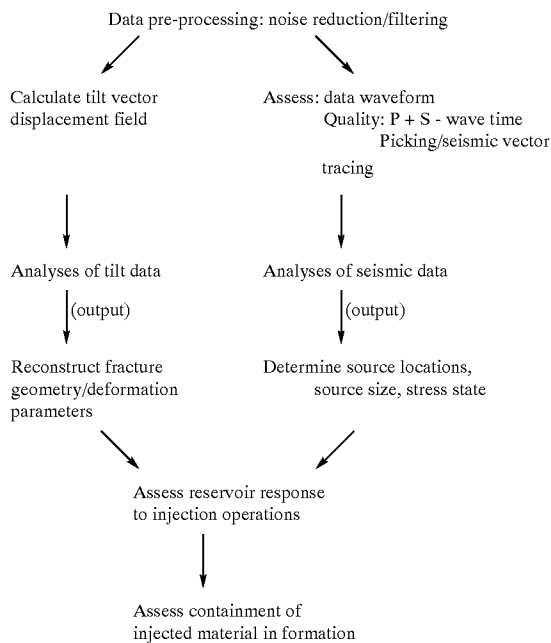 Data pre-processing: noise reduction/filtering
Calculate tilt vector
displacement field
Assess: data waveform
Quality: P + S - wave time
Picking/seismic vector
tracing
Analyses of tilt data
Analyses of seismic data
(output)
(output)
Reconstruct fracture
geometry/deformation
parameters
Determine source locations,
source size, stress state
Assess reservoir response
to injection operations
Assess containment of
injected material in formation